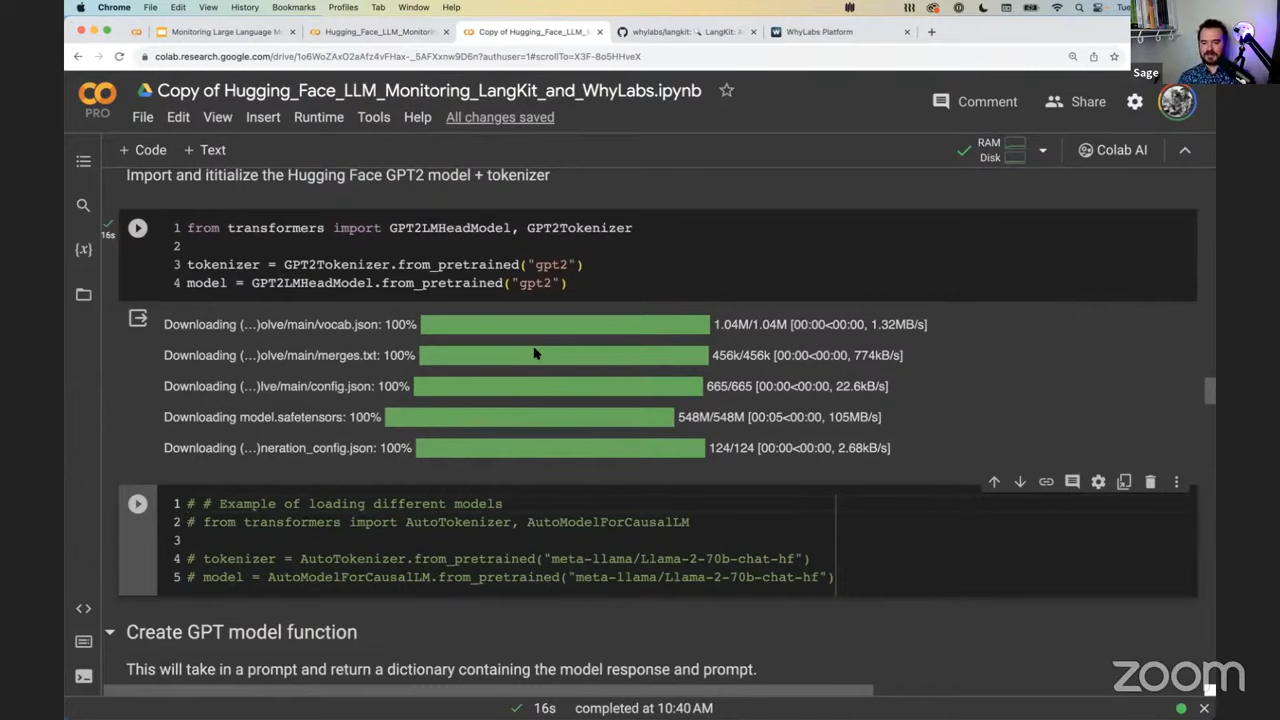 Chrome File Edit View History Bookmarks Profiles Tab Window Help Tue
Monitoring Large Language M
Hugging_Face_LLM_Monitorin
Copy of Hugging_Face_LLM_
whylabs/langkit: LangKit: A
WhyLabs Platform
colab.research.google.com/drive/1o6WoZAxO2aAfz4vFHax-_5AFXxnw9D6n?authuser=1#scrollTo=X3F-8o5HHveX
Sage
Copy of Hugging_Face_LLM_Monitoring_LangKit_and_WhyLabs.ipynb
PRO
File Edit View Insert Runtime Tools Help All changes saved
Comment Share
+ Code + Text
RAM
Disk
Colab AI
Import and ititialize the Hugging Face GPT2 model + tokenizer
16s
1 from transformers import GPT2LMHeadModel, GPT2Tokenizer
2
3 tokenizer = GPT2Tokenizer.from_pretrained("gpt2")
4 model = GPT2LMHeadModel.from_pretrained("gpt2")
Downloading (…)olve/main/vocab.json: 100% 1.04M/1.04M [00:00<00:00, 1.32MB/s]
Downloading (…)olve/main/merges.txt: 100% 456k/456k [00:00<00:00, 774kB/s]
Downloading (…)lve/main/config.json: 100% 665/665 [00:00<00:00, 22.6kB/s]
Downloading model.safetensors: 100% 548M/548M [00:05<00:00, 105MB/s]
Downloading (…)neration_config.json: 100% 124/124 [00:00<00:00, 2.68kB/s]
1 # # Example of loading different models
2 # from transformers import AutoTokenizer, AutoModelForCausalLM
3
4 # tokenizer = AutoTokenizer.from_pretrained("meta-llama/Llama-2-70b-chat-hf")
5 # model = AutoModelForCausalLM.from_pretrained("meta-llama/Llama-2-70b-chat-hf")
Create GPT model function
This will take in a prompt and return a dictionary containing the model response and prompt.
16s completed at 10:40 AM
zoom